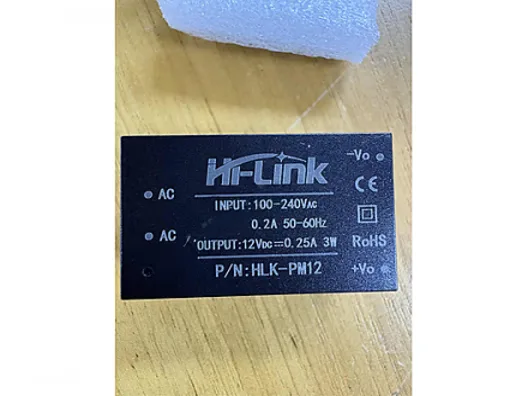 Hi-Link
-Vo
INPUT:100-240VAC
AC
0.2A 50-60Hz
CE
AC
OUTPUT:12VDC⎓0.25A 3W
RoHS
P/N:HLK-PM12
+Vo